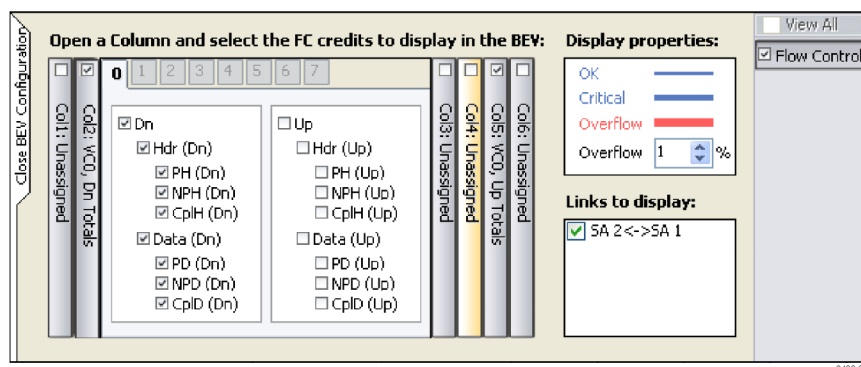 Close BEV Configuration
Open a Column and select the FC credits to display in the BEV:
Col1: Unassigned
Col2: VC0, Dn Totals
0 1 2 3 4 5 6 7
Dn
Hdr (Dn)
PH (Dn)
NPH (Dn)
CplH (Dn)
Data (Dn)
PD (Dn)
NPD (Dn)
CplD (Dn)
Up
Hdr (Up)
PH (Up)
NPH (Up)
CplH (Up)
Data (Up)
PD (Up)
NPD (Up)
CplD (Up)
Col3: Unassigned
Col4: Unassigned
Col5: VC0, Up Totals
Col6: Unassigned
Display properties:
OK
Critical
Overflow
Overflow 1 %
Links to display:
SA 2<->SA 1
View All
Flow Control